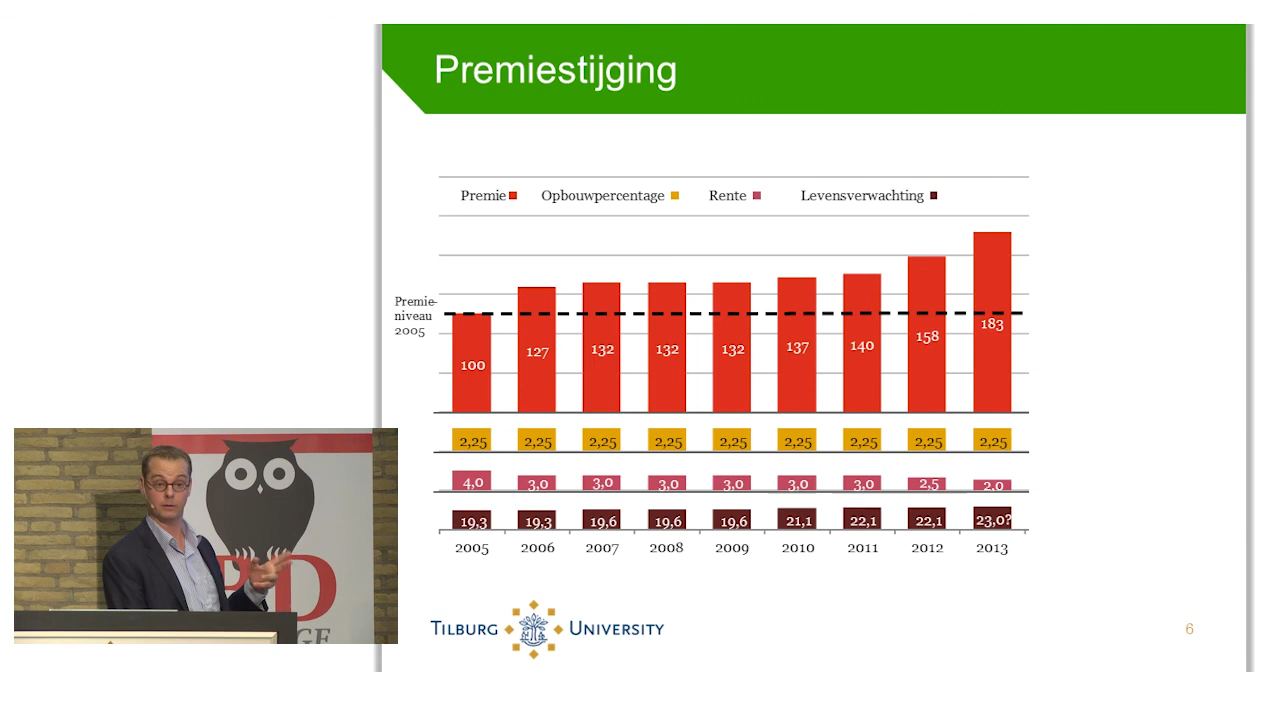 Premiestijging
Premie Opbouwpercentage Rente Levensverwachting
Premie-
niveau
2005
100 127 132 132 132 137 140 158 183
2,25 2,25 2,25 2,25 2,25 2,25 2,25 2,25 2,25
4,0 3,0 3,0 3,0 3,0 3,0 3,0 2,5 2,0
19,3 19,3 19,6 19,6 19,6 21,1 22,1 22,1 23,0?
2005 2006 2007 2008 2009 2010 2011 2012 2013
TILBURG UNIVERSITY
6